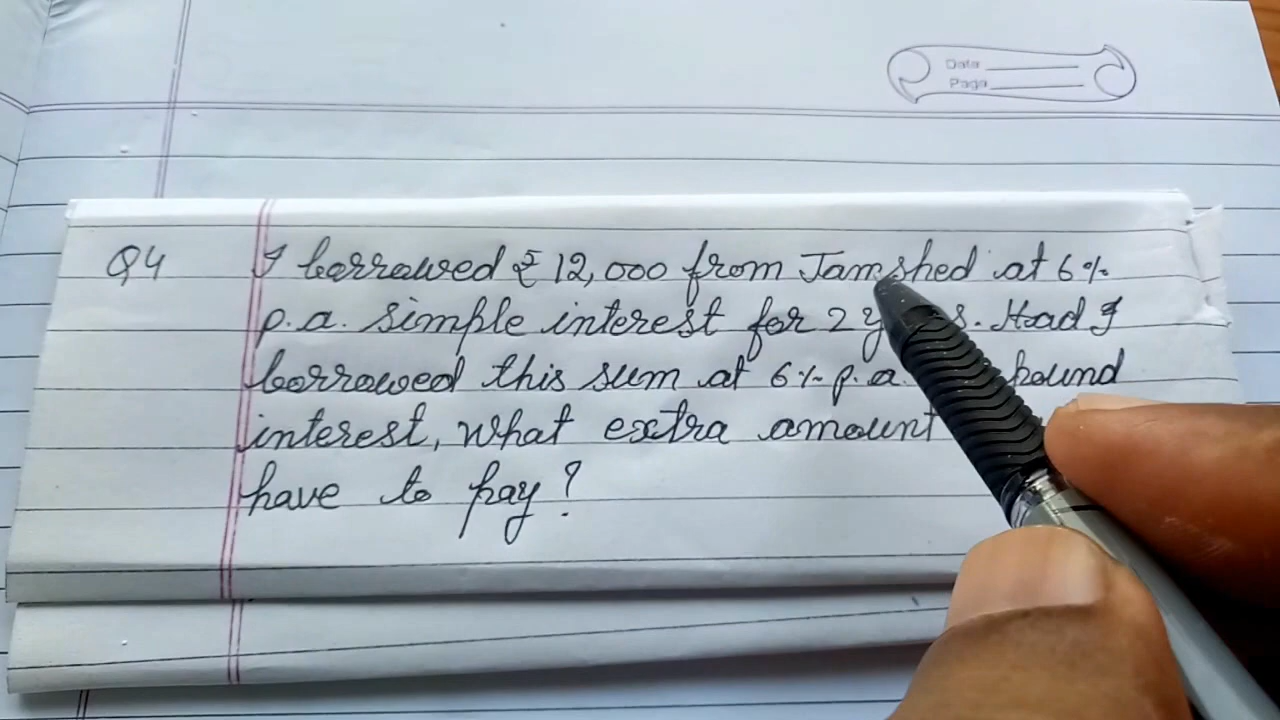 Date
Page
Q4 I borrowed ₹ 12,000 from Jamshed at 6%
p.a. simple interest for 2 . Had I
borrowed this sum at 6% p.a.
interest, what extra amount
have to pay?